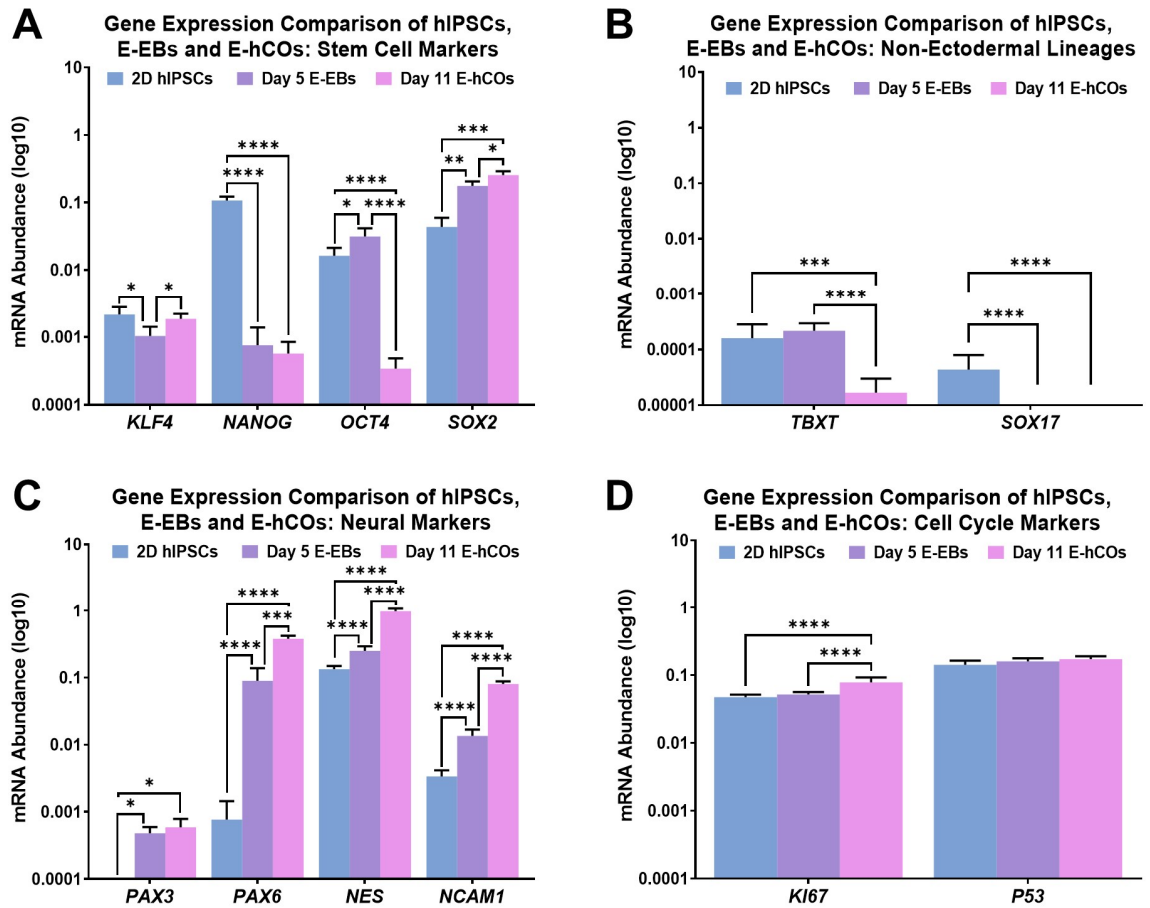 A
Gene Expression Comparison of hIPSCs,
E-EBs and E-hCOs: Stem Cell Markers
2D hIPSCs Day 5 E-EBs Day 11 E-hCOs
mRNA Abundance (log10)
10
1
0.1
0.01
0.001
0.0001
* *
**** ****
**** * ****
*** ** *
KLF4 NANOG OCT4 SOX2
B
Gene Expression Comparison of hIPSCs,
E-EBs and E-hCOs: Non-Ectodermal Lineages
2D hIPSCs Day 5 E-EBs Day 11 E-hCOs
mRNA Abundance (log10)
10
1
0.1
0.01
0.001
0.0001
0.00001
*** ****
**** ****
TBXT SOX17
C
Gene Expression Comparison of hIPSCs,
E-EBs and E-hCOs: Neural Markers
2D hIPSCs Day 5 E-EBs Day 11 E-hCOs
mRNA Abundance (log10)
10
1
0.1
0.01
0.001
0.0001
* *
**** *** ****
**** **** ****
**** **** ****
PAX3 PAX6 NES NCAM1
D
Gene Expression Comparison of hIPSCs,
E-EBs and E-hCOs: Cell Cycle Markers
2D hIPSCs Day 5 E-EBs Day 11 E-hCOs
mRNA Abundance (log10)
10
1
0.1
0.01
0.001
0.0001
****
****
KI67 P53